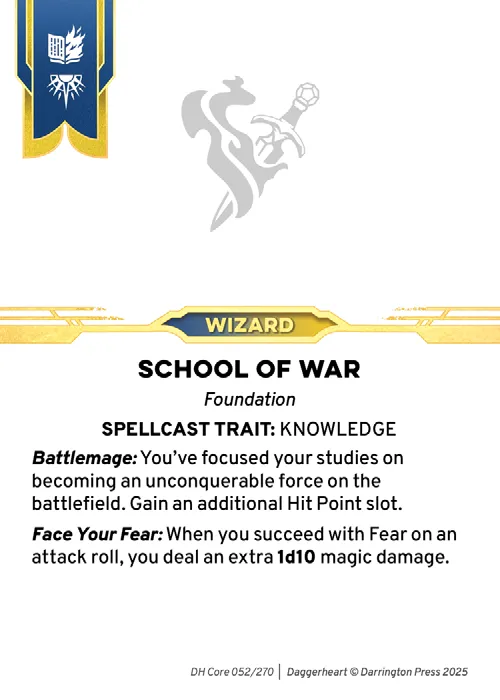 WIZARD
SCHOOL OF WAR
Foundation
SPELLCAST TRAIT: KNOWLEDGE
Battlemage: You’ve focused your studies on
becoming an unconquerable force on the
battlefield. Gain an additional Hit Point slot.
Face Your Fear: When you succeed with Fear on an
attack roll, you deal an extra 1d10 magic damage.
DH Core 052/270 | Daggerheart © Darrington Press 2025